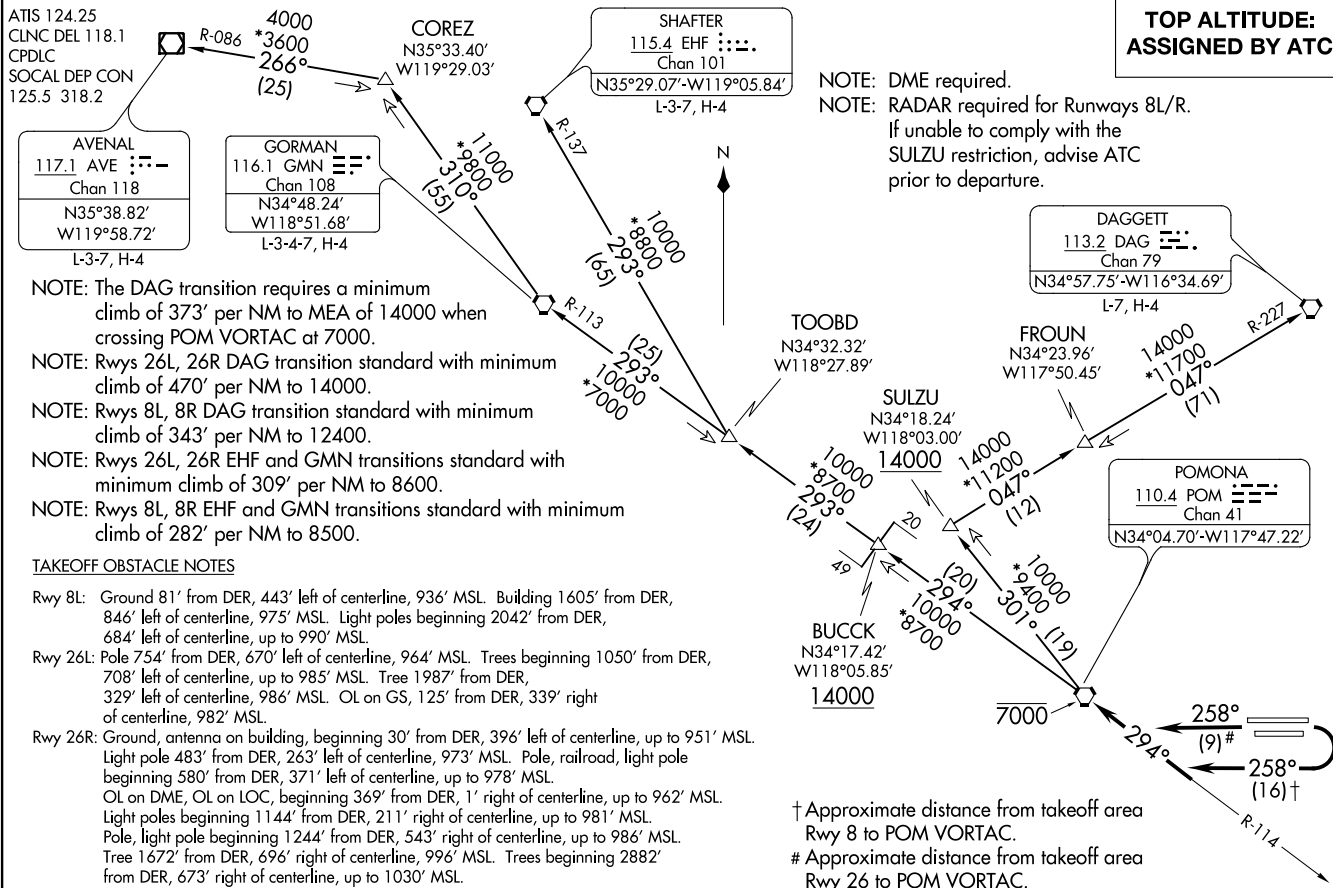 ATIS 124.25
CLNC DEL 118.1
CPDLC
SOCAL DEP CON
125.5 318.2
TOP ALTITUDE:
ASSIGNED BY ATC
R-086
4000
*3600
266°
(25)
COREZ
N35°33.40'
W119°29.03'
SHAFTER
115.4 EHF
Chan 101
N35°29.07'-W119°05.84'
L-3-7, H-4
NOTE: DME required.
NOTE: RADAR required for Runways 8L/R.
If unable to comply with the
SULZU restriction, advise ATC
prior to departure.
AVENAL
117.1 AVE
Chan 118
N35°38.82'
W119°58.72'
L-3-7, H-4
GORMAN
116.1 GMN
Chan 108
N34°48.24'
W118°51.68'
L-3-4-7, H-4
11000
*9800
310°
(55)
R-137
10000
*8800
293°
(65)
N
DAGGETT
113.2 DAG
Chan 79
N34°57.75'-W116°34.69'
L-7, H-4
NOTE: The DAG transition requires a minimum
climb of 373' per NM to MEA of 14000 when
crossing POM VORTAC at 7000.
NOTE: Rwys 26L, 26R DAG transition standard with minimum
climb of 470' per NM to 14000.
NOTE: Rwys 8L, 8R DAG transition standard with minimum
climb of 343' per NM to 12400.
NOTE: Rwys 26L, 26R EHF and GMN transitions standard with
minimum climb of 309' per NM to 8600.
NOTE: Rwys 8L, 8R EHF and GMN transitions standard with minimum
climb of 282' per NM to 8500.
R-113
(25)
293°
10000
*7000
TOOBD
N34°32.32'
W118°27.89'
FROUN
N34°23.96'
W117°50.45'
R-227
14000
*11700
047°
(71)
SULZU
N34°18.24'
W118°03.00'
14000
14000
*11200
047°
(12)
10000
*8700
293°
(24)
20
49
POMONA
110.4 POM
Chan 41
N34°04.70'-W117°47.22'
(20)
294°
10000
*8700
10000
*9400
301°
(19)
BUCCK
N34°17.42'
W118°05.85'
14000
7000
294°
258°
(9)#
258°
(16)†
R-114
TAKEOFF OBSTACLE NOTES
Rwy 8L: Ground 81' from DER, 443' left of centerline, 936' MSL. Building 1605' from DER,
846' left of centerline, 975' MSL. Light poles beginning 2042' from DER,
684' left of centerline, up to 990' MSL.
Rwy 26L: Pole 754' from DER, 670' left of centerline, 964' MSL. Trees beginning 1050' from DER,
708' left of centerline, up to 985' MSL. Tree 1987' from DER,
329' left of centerline, 986' MSL. OL on GS, 125' from DER, 339' right
of centerline, 982' MSL.
Rwy 26R: Ground, antenna on building, beginning 30' from DER, 396' left of centerline, up to 951' MSL.
Light pole 483' from DER, 263' left of centerline, 973' MSL. Pole, railroad, light pole
beginning 580' from DER, 371' left of centerline, up to 978' MSL.
OL on DME, OL on LOC, beginning 369' from DER, 1' right of centerline, up to 962' MSL.
Light poles beginning 1144' from DER, 211' right of centerline, up to 981' MSL.
Pole, light pole beginning 1244' from DER, 543' right of centerline, up to 986' MSL.
Tree 1672' from DER, 696' right of centerline, 996' MSL. Trees beginning 2882'
from DER, 673' right of centerline, up to 1030' MSL.
† Approximate distance from takeoff area
Rwy 8 to POM VORTAC.
# Approximate distance from takeoff area
Rwy 26 to POM VORTAC.